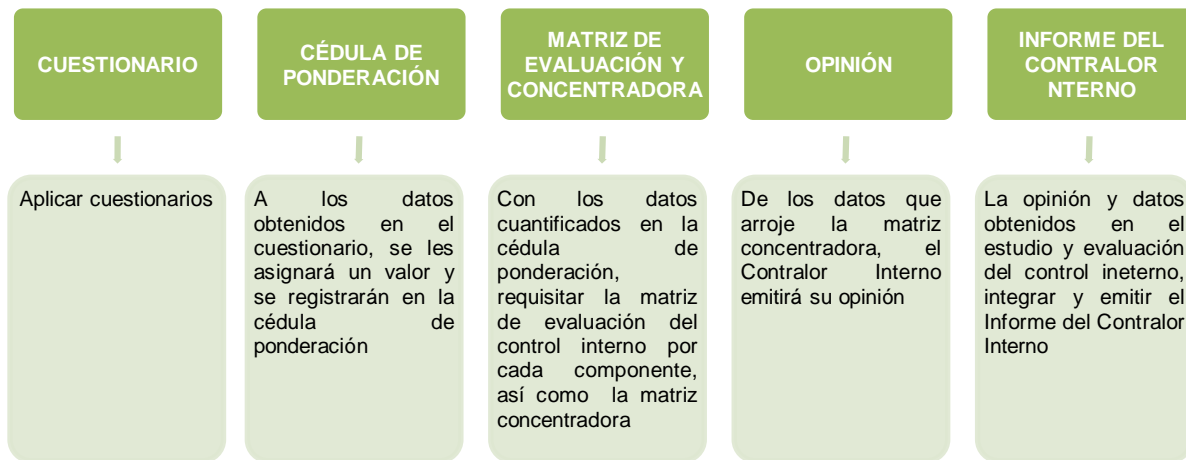 CUESTIONARIO
Aplicar cuestionarios
CÉDULA DE
PONDERACIÓN
A los datos
obtenidos en el
cuestionario, se les
asignará un valor y
se registrarán en la
cédula de
ponderación
MATRIZ DE
EVALUACIÓN Y
CONCENTRADORA
Con los datos
cuantificados en la
cédula de
ponderación,
requisitar la matriz
de evaluación del
control interno por
cada componente,
así como la matriz
concentradora
OPINIÓN
De los datos que
arroje la matriz
concentradora, el
Contralor Interno
emitirá su opinión
INFORME DEL
CONTRALOR
NTERNO
La opinión y datos
obtenidos en el
estudio y evaluación
del control ineterno,
integrar y emitir el
Informe del Contralor
Interno